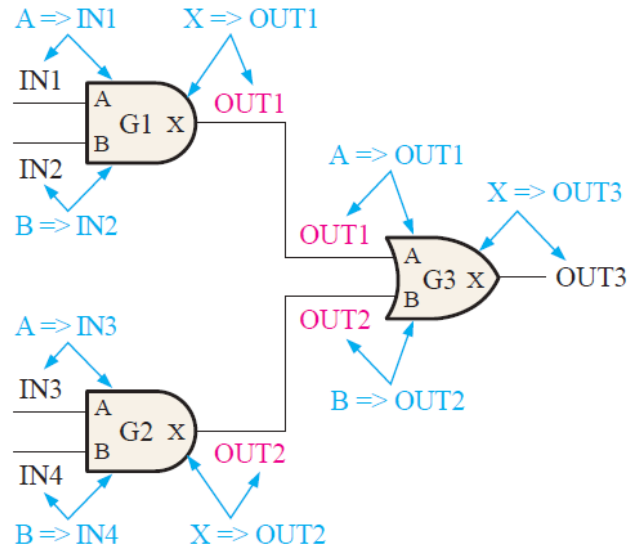 A => IN1
X => OUT1
IN1
OUT1
A
G1 X
B
IN2
B => IN2
A => OUT1
X => OUT3
OUT1
A
G3 X
OUT3
B
OUT2
B => OUT2
A => IN3
IN3
A
G2 X
B
OUT2
IN4
B => IN4
X => OUT2